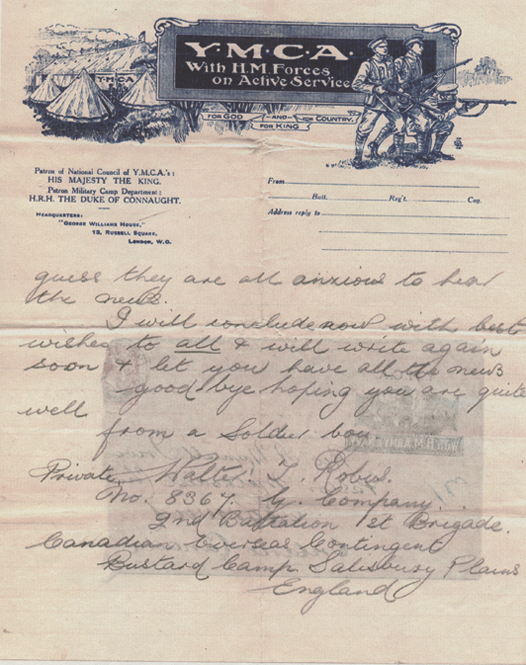 Y·M·C·A·
With H.M. Forces
on Active Service
Y·M·C·A
FOR GOD —AND— FOR COUNTRY.
FOR KING
Patron of National Council of Y.M.C.A.'s:
HIS MAJESTY THE KING.
Patron Military Camp Department:
H.R.H. THE DUKE OF CONNAUGHT.
HEADQUARTERS:
"GEORGE WILLIAMS HOUSE,"
13, RUSSELL SQUARE,
LONDON, W.C.
From
Batt. Reg't. Coy.
Address reply to
guess they are all anxious to hear
the news.
I will conclude now with best
wishes to all & will write again
soon & let you have all the news
good bye hoping you are quite
well
from a Soldier boy
Private Walter
No. 8367. G. Company.
2nd Battalion 1st Brigade.
Canadian Overseas Contingent
Bustard Camp Salisbury Plains
England